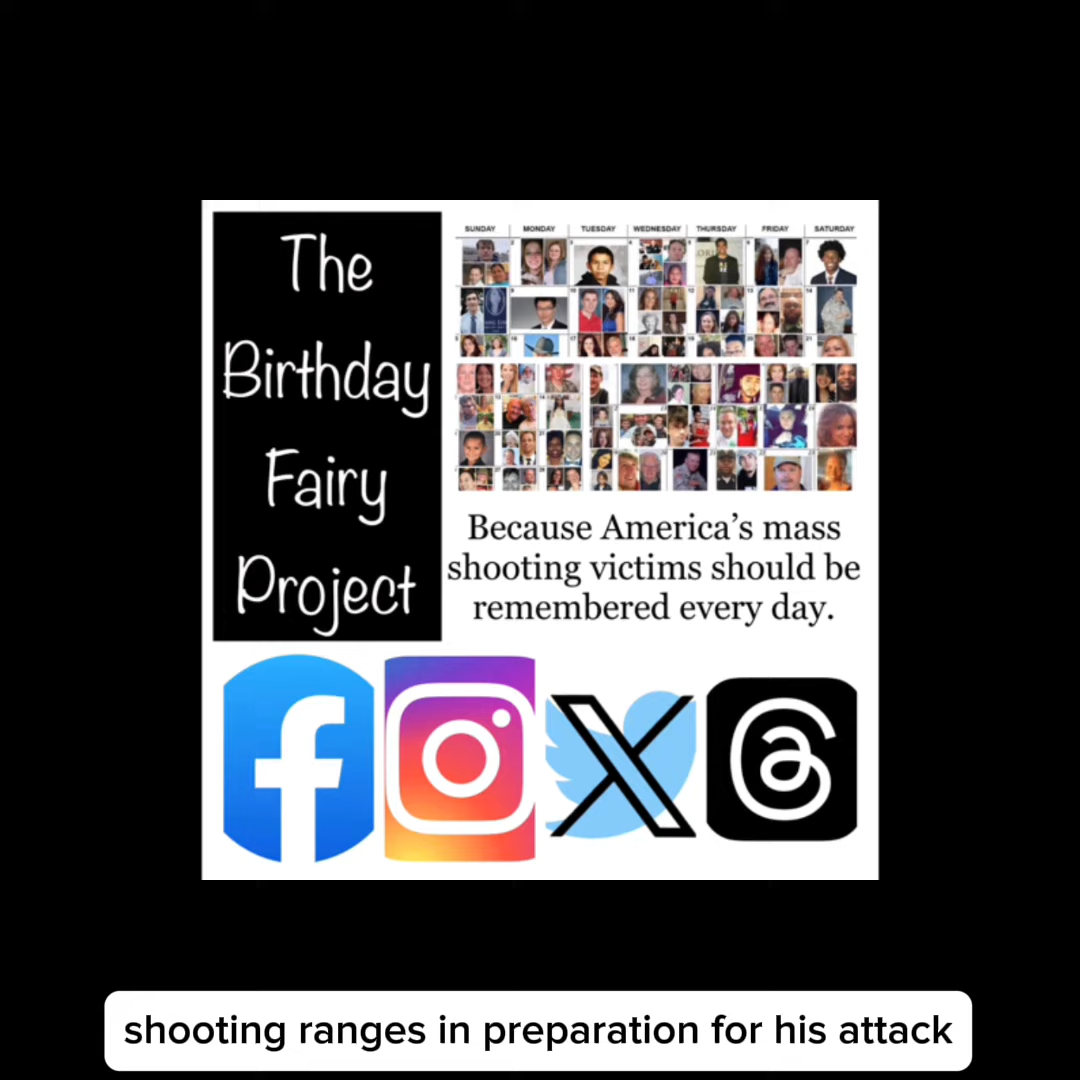 The
Birthday
Fairy
Project
SUNDAY MONDAY TUESDAY WEDNESDAY THURSDAY FRIDAY SATURDAY
Because America’s mass
shooting victims should be
remembered every day.
shooting ranges in preparation for his attack